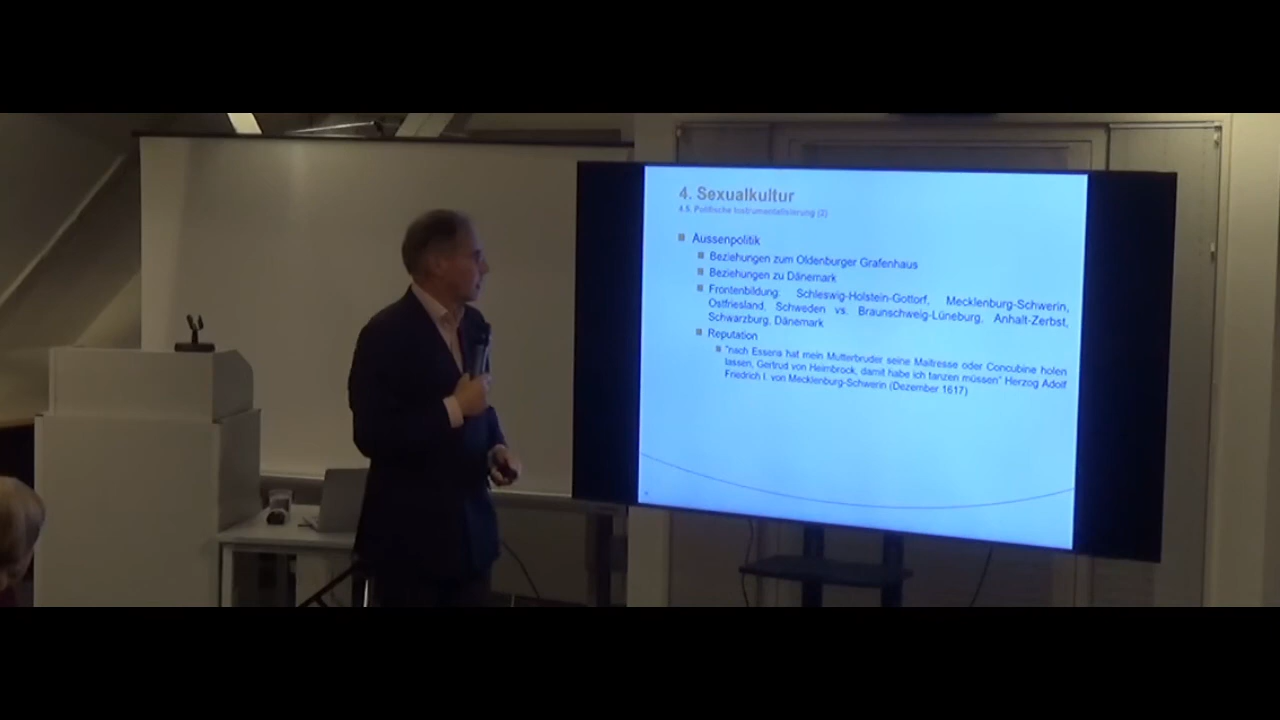 4. Sexualkultur
4.5. Politische Instrumentalisierung (2)
Aussenpolitik
Beziehungen zum Oldenburger Grafenhaus
Beziehungen zu Dänemark
Frontenbildung: Schleswig-Holstein-Gottorf, Mecklenburg-Schwerin,
Ostfriesland, Schweden vs. Braunschweig-Lüneburg, Anhalt-Zerbst,
Schwarzburg, Dänemark
Reputation
"nach Essens hat mein Mutterbruder seine Maitresse oder Concubine holen
lassen, Gertrud von Heimbrock, damit habe ich tanzen müssen" Herzog Adolf
Friedrich I. von Mecklenburg-Schwerin (Dezember 1617)